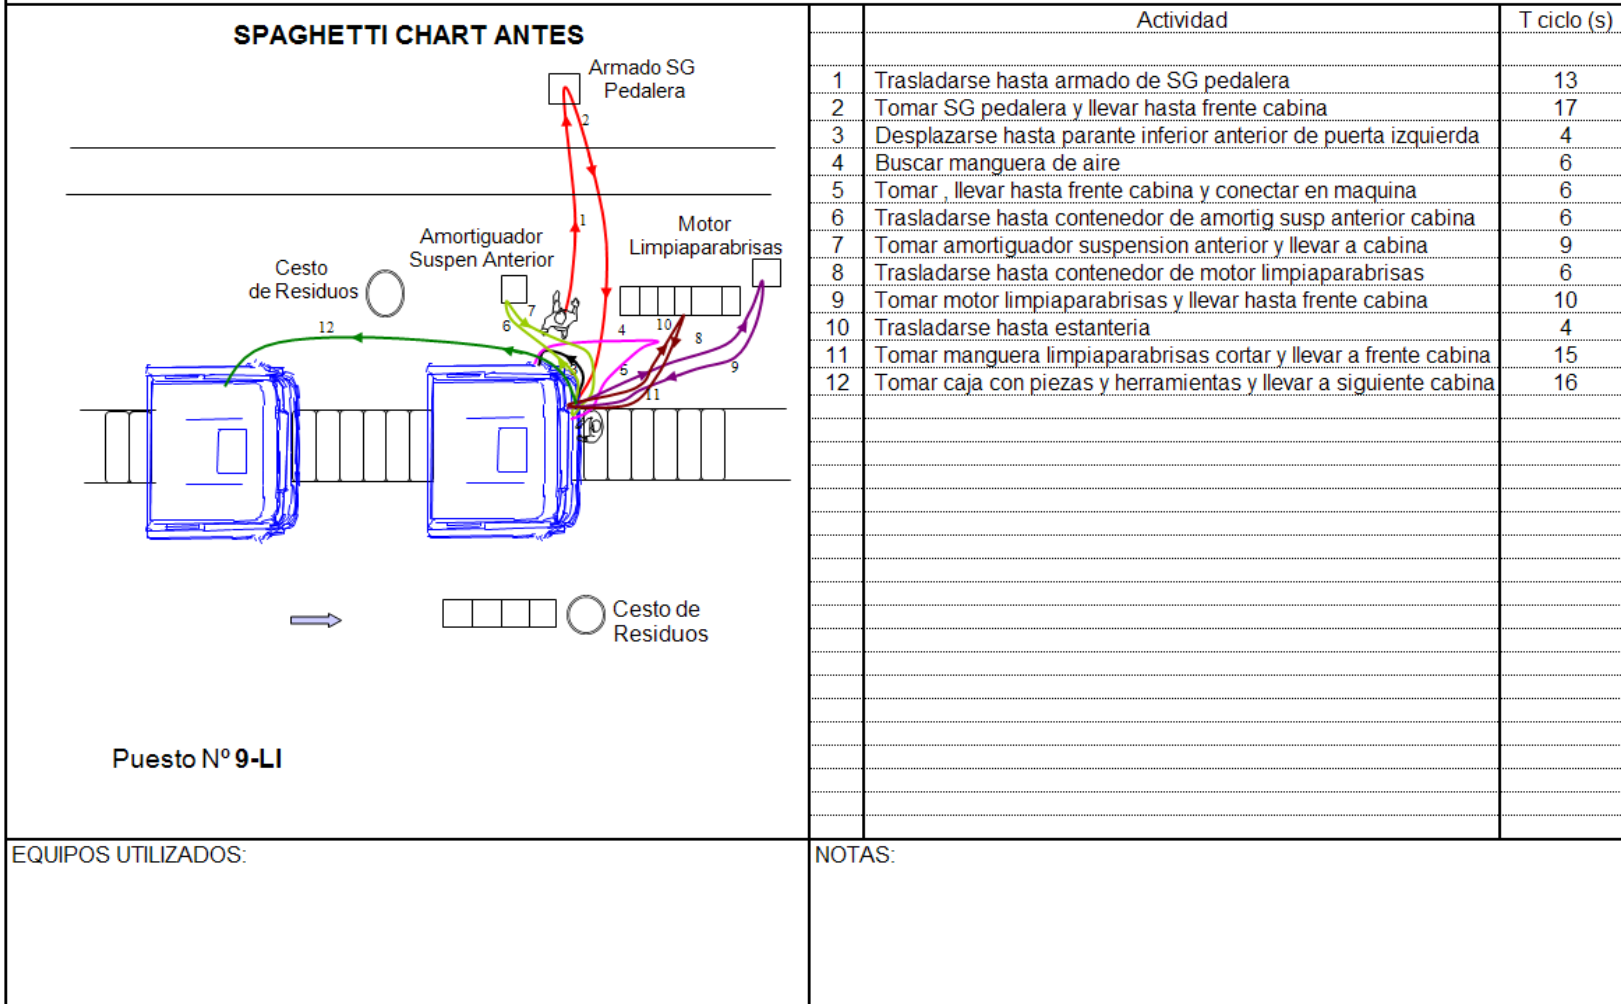 SPAGHETTI CHART ANTES
Armado SG
Pedalera
2
1
Motor
Limpiaparabrisas
Amortiguador
Suspen Anterior
Cesto
de Residuos
7
6
12
4
10
8
5
9
11
Cesto de
Residuos
Puesto Nº 9-LI
Actividad T ciclo (s)
1 Trasladarse hasta armado de SG pedalera 13
2 Tomar SG pedalera y llevar hasta frente cabina 17
3 Desplazarse hasta parante inferior anterior de puerta izquierda 4
4 Buscar manguera de aire 6
5 Tomar , llevar hasta frente cabina y conectar en maquina 6
6 Trasladarse hasta contenedor de amortig susp anterior cabina 6
7 Tomar amortiguador suspension anterior y llevar a cabina 9
8 Trasladarse hasta contenedor de motor limpiaparabrisas 6
9 Tomar motor limpiaparabrisas y llevar hasta frente cabina 10
10 Trasladarse hasta estanteria 4
11 Tomar manguera limpiaparabrisas cortar y llevar a frente cabina 15
12 Tomar caja con piezas y herramientas y llevar a siguiente cabina 16
EQUIPOS UTILIZADOS:
NOTAS: